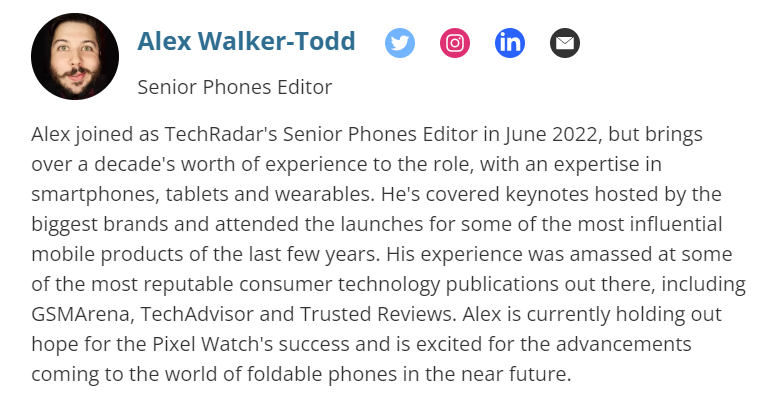 Alex Walker-Todd
Senior Phones Editor
Alex joined as TechRadar's Senior Phones Editor in June 2022, but brings
over a decade's worth of experience to the role, with an expertise in
smartphones, tablets and wearables. He's covered keynotes hosted by the
biggest brands and attended the launches for some of the most influential
mobile products of the last few years. His experience was amassed at some
of the most reputable consumer technology publications out there, including
GSMArena, TechAdvisor and Trusted Reviews. Alex is currently holding out
hope for the Pixel Watch's success and is excited for the advancements
coming to the world of foldable phones in the near future.